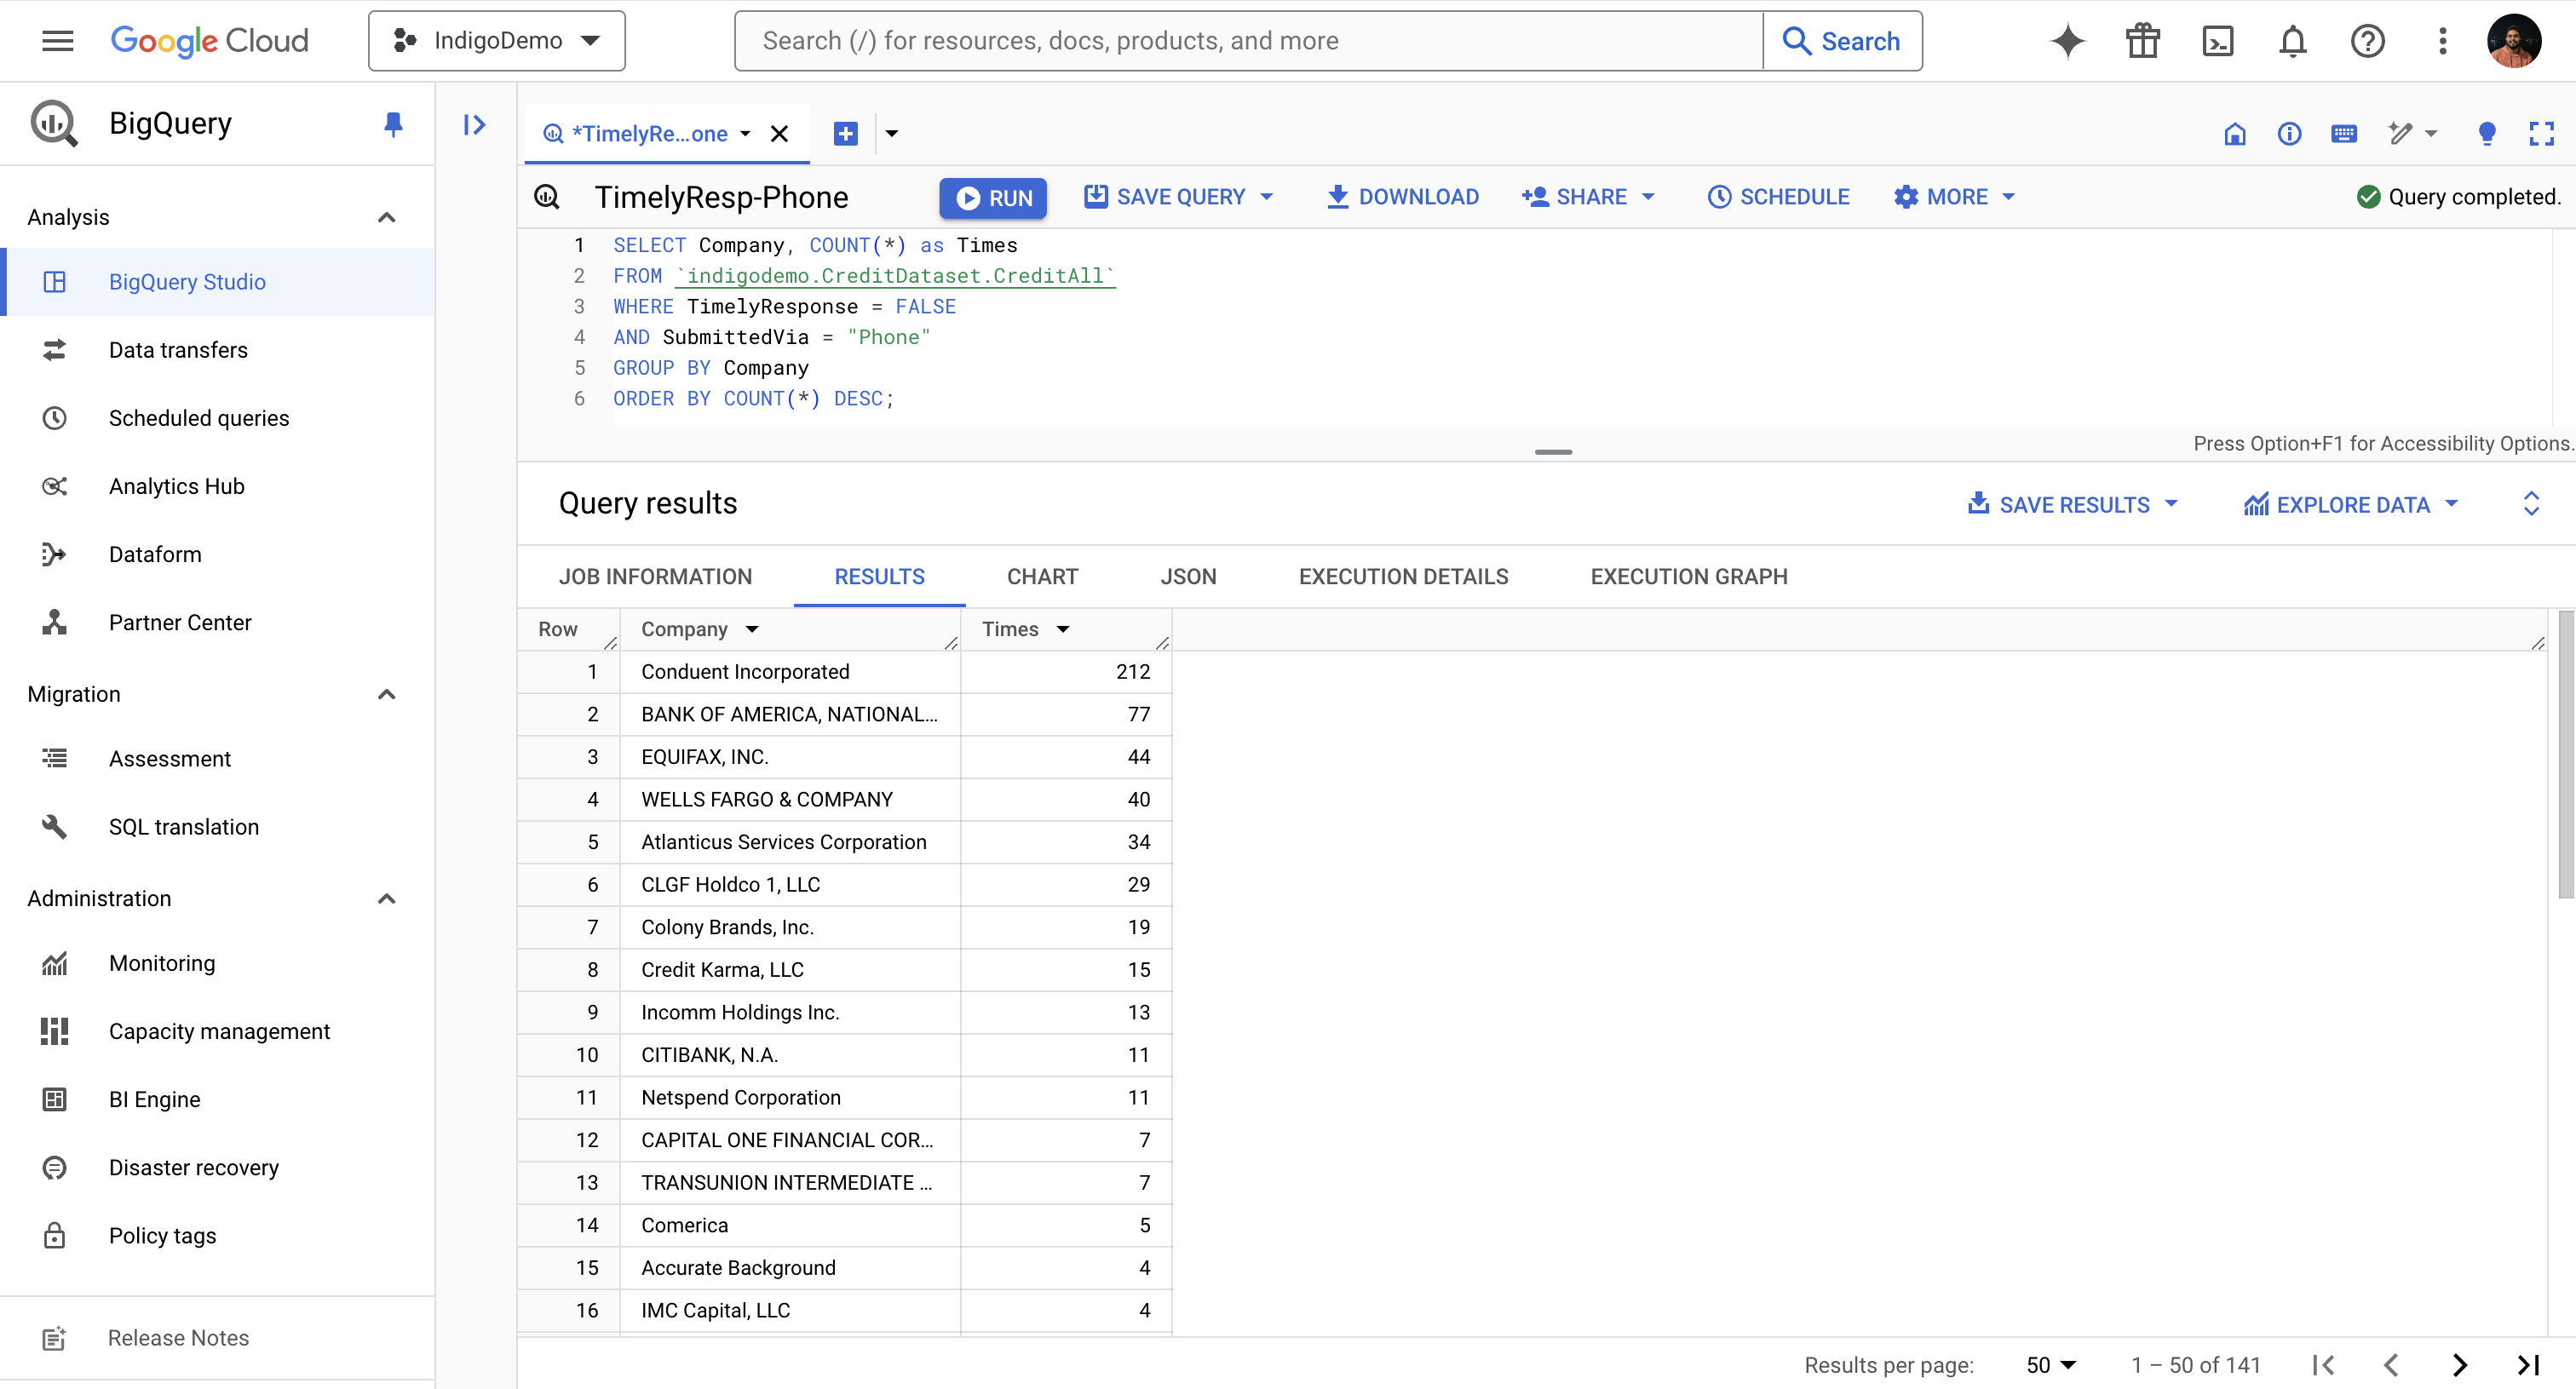 Google Cloud
IndigoDemo
Search (/) for resources, docs, products, and more
Search
BigQuery
*TimelyRe...one
Analysis
BigQuery Studio
Data transfers
Scheduled queries
Analytics Hub
Dataform
Partner Center
Migration
Assessment
SQL translation
Administration
Monitoring
Capacity management
BI Engine
Disaster recovery
Policy tags
Release Notes
TimelyResp-Phone
RUN
SAVE QUERY
DOWNLOAD
SHARE
SCHEDULE
MORE
Query completed.
1 SELECT Company, COUNT(*) as Times
2 FROM `indigodemo.CreditDataset.CreditAll`
3 WHERE TimelyResponse = FALSE
4 AND SubmittedVia = "Phone"
5 GROUP BY Company
6 ORDER BY COUNT(*) DESC;
Press Option+F1 for Accessibility Options.
Query results
SAVE RESULTS
EXPLORE DATA
JOB INFORMATION RESULTS CHART JSON EXECUTION DETAILS EXECUTION GRAPH
Row Company Times
1 Conduent Incorporated 212
2 BANK OF AMERICA, NATIONAL... 77
3 EQUIFAX, INC. 44
4 WELLS FARGO & COMPANY 40
5 Atlanticus Services Corporation 34
6 CLGF Holdco 1, LLC 29
7 Colony Brands, Inc. 19
8 Credit Karma, LLC 15
9 Incomm Holdings Inc. 13
10 CITIBANK, N.A. 11
11 Netspend Corporation 11
12 CAPITAL ONE FINANCIAL COR... 7
13 TRANSUNION INTERMEDIATE ... 7
14 Comerica 5
15 Accurate Background 4
16 IMC Capital, LLC 4
Results per page: 50 1 – 50 of 141